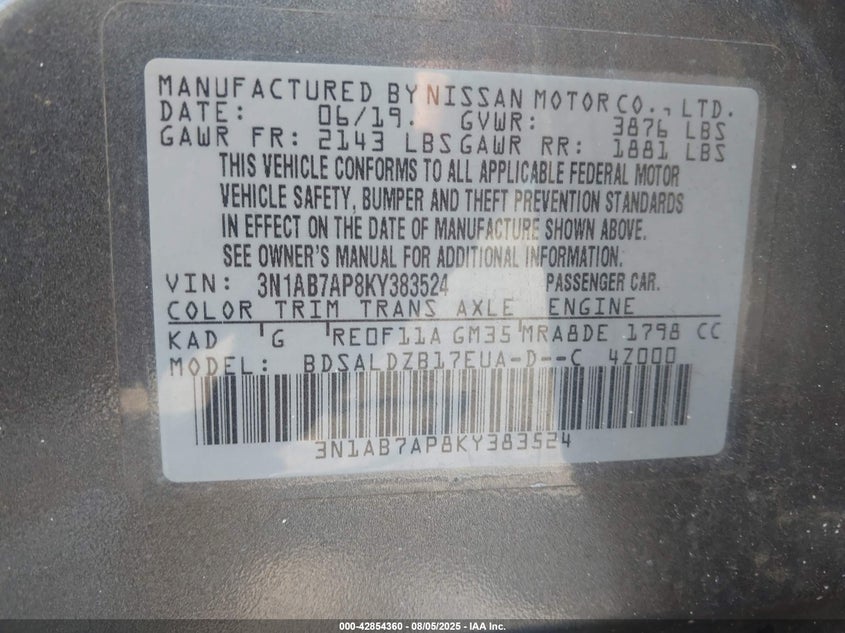 MANUFACTURED BY NISSAN MOTOR CO., LTD.
DATE: 06/19. GVWR: 3876 LBS
GAWR FR: 2143 LBS GAWR RR: 1881 LBS
THIS VEHICLE CONFORMS TO ALL APPLICABLE FEDERAL MOTOR
VEHICLE SAFETY, BUMPER AND THEFT PREVENTION STANDARDS
IN EFFECT ON THE DATE OF MANUFACTURE SHOWN ABOVE.
SEE OWNER'S MANUAL FOR ADDITIONAL INFORMATION.
VIN: 3N1AB7AP8KY383524 PASSENGER CAR.
COLOR TRIM TRANS AXLE ENGINE
KAD G RE0F11A GM35 MRA8DE 1798 CC
MODEL: BDSALDZB17EUA-D--C 4Z000
3N1AB7AP8KY383524
000-42854360 - 08/05/2025 - IAA Inc.